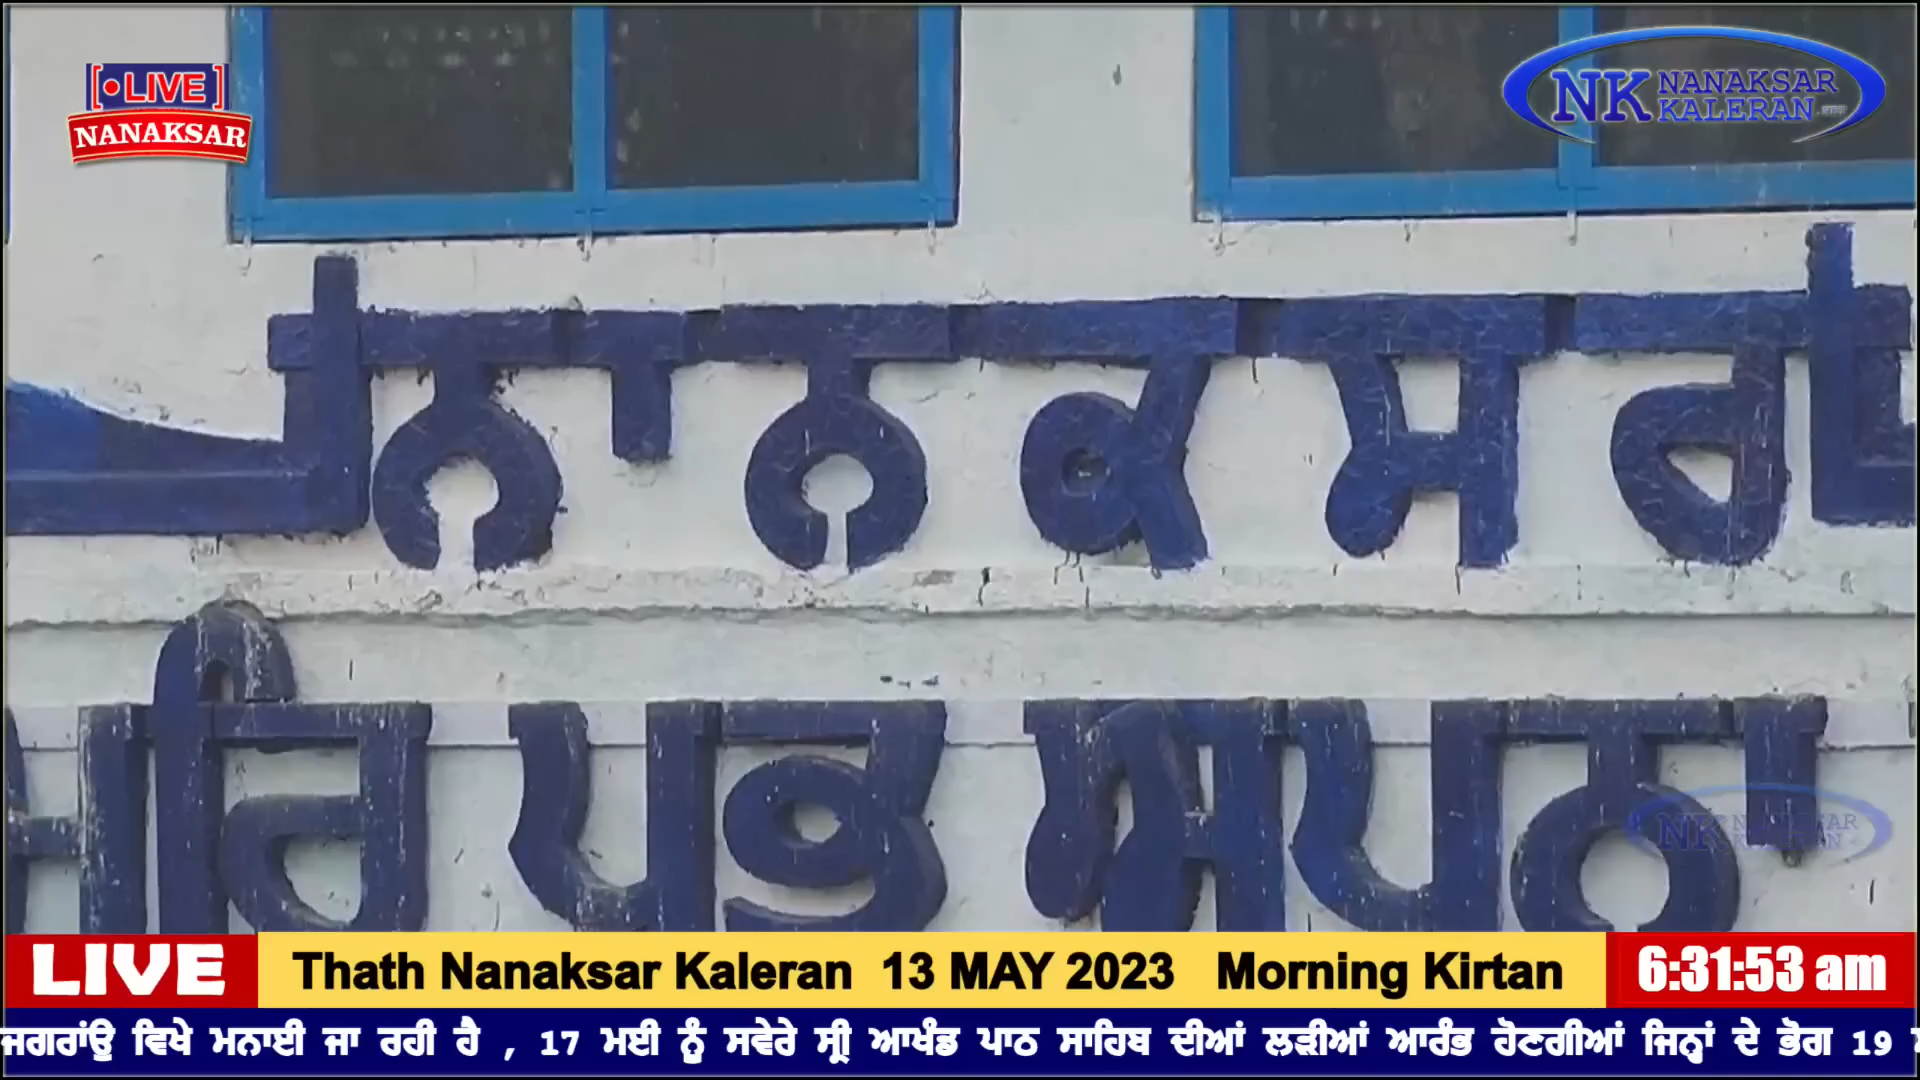 [•LIVE]
NANAKSAR
NK NANAKSAR
KALERAN
ਨਾਨਕਸਰ
ਪ੍ਰਭ
LIVE Thath Nanaksar Kaleran 13 MAY 2023 Morning Kirtan 6:31:53 am
ਜਗਰਾਂਉ ਵਿਖੇ ਮਨਾਈ ਜਾ ਰਹੀ ਹੈ , 17 ਮਈ ਨੂੰ ਸਵੇਰੇ ਸ੍ਰੀ ਆਖੰਡ ਪਾਠ ਸਾਹਿਬ ਦੀਆਂ ਲੜੀਆਂ ਆਰੰਭ ਹੋਣਗੀਆਂ ਜਿਨ੍ਹਾਂ ਦੇ ਭੋਗ 19